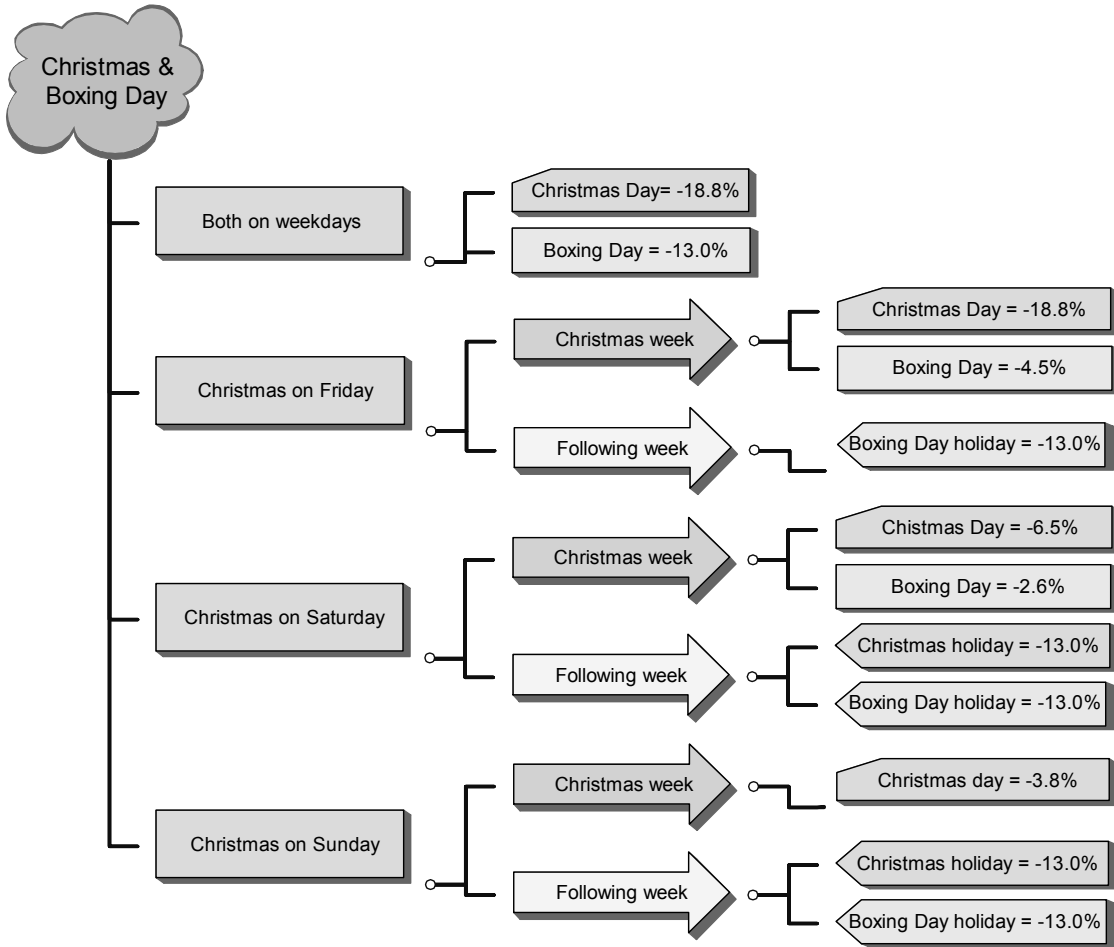 Christmas &
Boxing Day
Both on weekdays
Christmas Day= -18.8%
Boxing Day = -13.0%
Christmas on Friday
Christmas week
Christmas Day = -18.8%
Boxing Day = -4.5%
Following week
Boxing Day holiday = -13.0%
Christmas on Saturday
Christmas week
Chistmas Day = -6.5%
Boxing Day = -2.6%
Following week
Christmas holiday = -13.0%
Boxing Day holiday = -13.0%
Christmas on Sunday
Christmas week
Christmas day = -3.8%
Following week
Christmas holiday = -13.0%
Boxing Day holiday = -13.0%